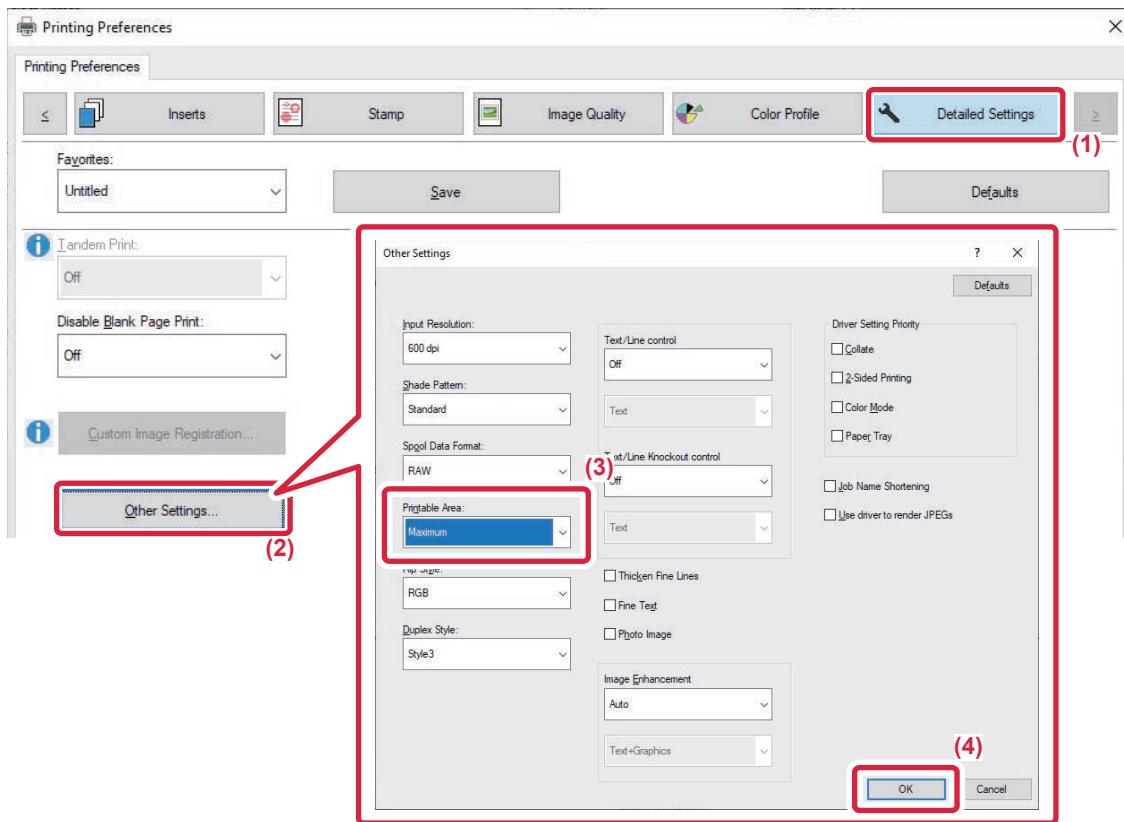 Printing Preferences
Printing Preferences
≤ Inserts Stamp Image Quality Color Profile Detailed Settings ≥
(1)
Favorites:
Untitled Save Defaults
Tandem Print:
Off
Disable Blank Page Print:
Off
Custom Image Registration...
Other Settings...
(2)
Other Settings ?
Defaults
Input Resolution:
600 dpi
Shade Pattern:
Standard
Spool Data Format:
RAW
(3)
Printable Area:
Maximum
Rip Style:
RGB
Duplex Style:
Style3
Text/Line control
Off
Text
Text/Line Knockout control
Off
Text
Thicken Fine Lines
Fine Text
Photo Image
Image Enhancement
Auto
Text+Graphics
Driver Setting Priority
Collate
2-Sided Printing
Color Mode
Paper Tray
Job Name Shortening
Use driver to render JPEGs
(4)
OK Cancel